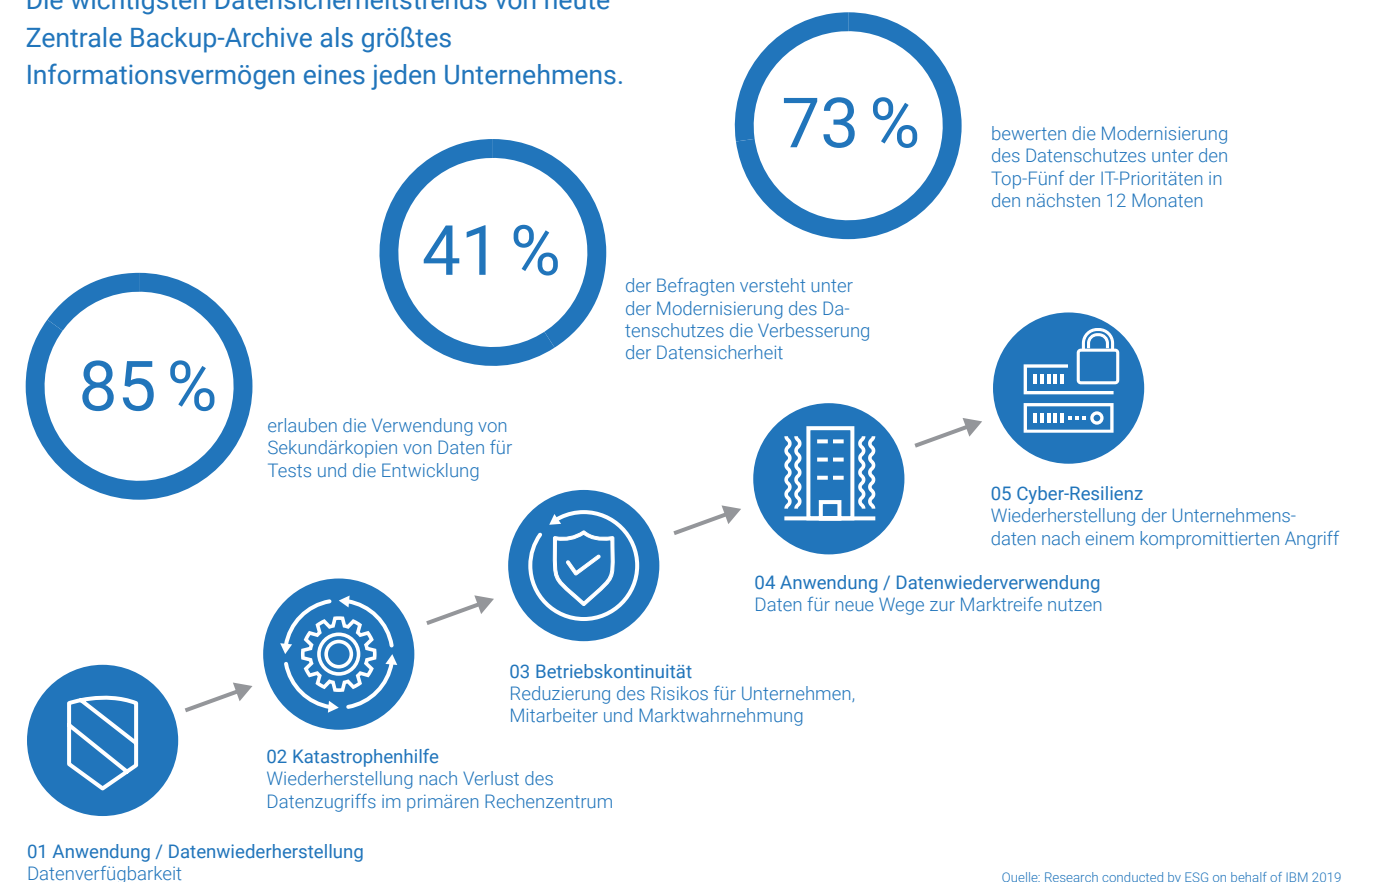 Die wichtigsten Datensicherheitstrends von heute
Zentrale Backup-Archive als größtes
Informationsvermögen eines jeden Unternehmens.
73 %
bewerten die Modernisierung
des Datenschutzes unter den
Top-Fünf der IT-Prioritäten in
den nächsten 12 Monaten
41 %
der Befragten versteht unter
der Modernisierung des Da-
tenschutzes die Verbesserung
der Datensicherheit
85 %
erlauben die Verwendung von
Sekundärkopien von Daten für
Tests und die Entwicklung
05 Cyber-Resilienz
Wiederherstellung der Unternehmens-
daten nach einem kompromittierten Angriff
04 Anwendung / Datenwiederverwendung
Daten für neue Wege zur Marktreife nutzen
03 Betriebskontinuität
Reduzierung des Risikos für Unternehmen,
Mitarbeiter und Marktwahrnehmung
02 Katastrophenhilfe
Wiederherstellung nach Verlust des
Datenzugriffs im primären Rechenzentrum
01 Anwendung / Datenwiederherstellung
Datenverfügbarkeit
Quelle: Research conducted by ESG on behalf of IBM 2019